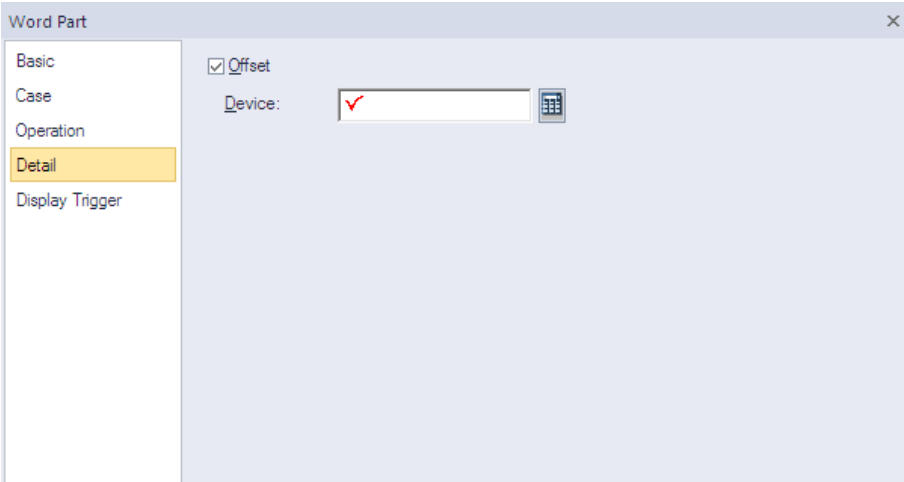 Word Part
Basic
Case
Operation
Detail
Display Trigger
Offset
Device: